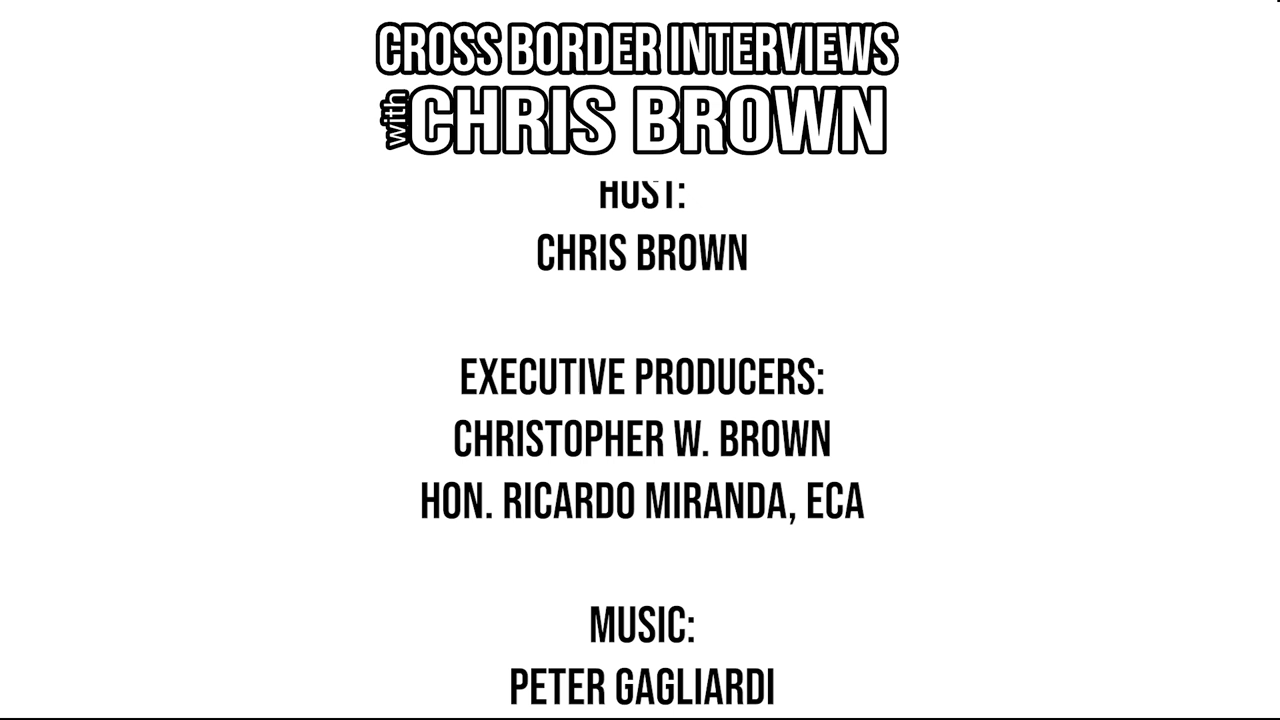 CROSS BORDER INTERVIEWS
with CHRIS BROWN
HOST:
CHRIS BROWN
EXECUTIVE PRODUCERS:
CHRISTOPHER W. BROWN
HON. RICARDO MIRANDA, ECA
MUSIC:
PETER GAGLIARDI